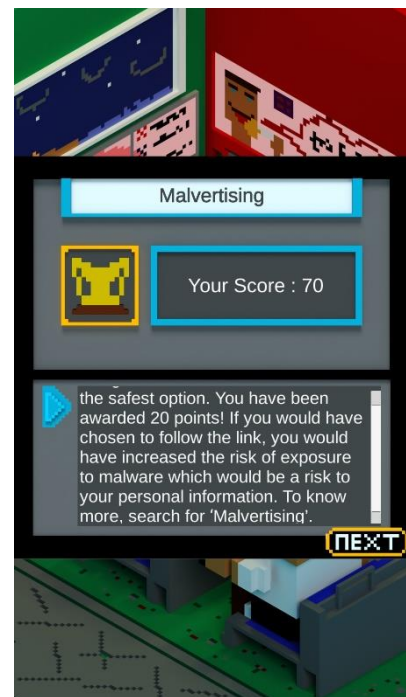 Malvertising
Your Score : 70
the safest option. You have been
awarded 20 points! If you would have
chosen to follow the link, you would
have increased the risk of exposure
to malware which would be a risk to
your personal information. To know
more, search for 'Malvertising'.
NEXT